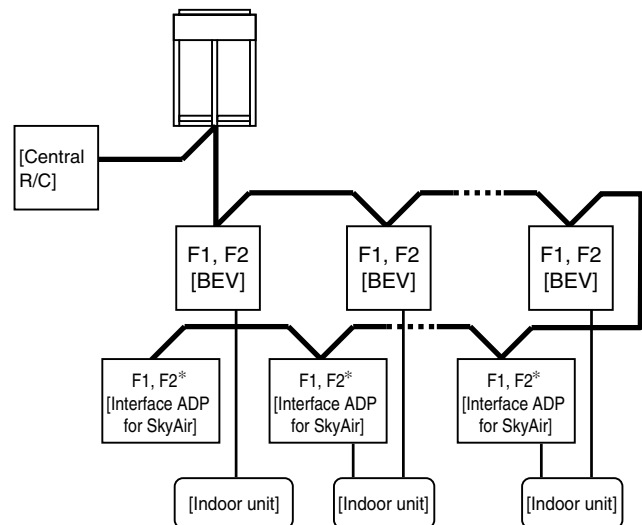 [Central
R/C]
F1, F2
[BEV]
F1, F2
[BEV]
F1, F2
[BEV]
F1, F2*
[Interface ADP
for SkyAir]
F1, F2*
[Interface ADP
for SkyAir]
F1, F2*
[Interface ADP
for SkyAir]
[Indoor unit]
[Indoor unit]
[Indoor unit]